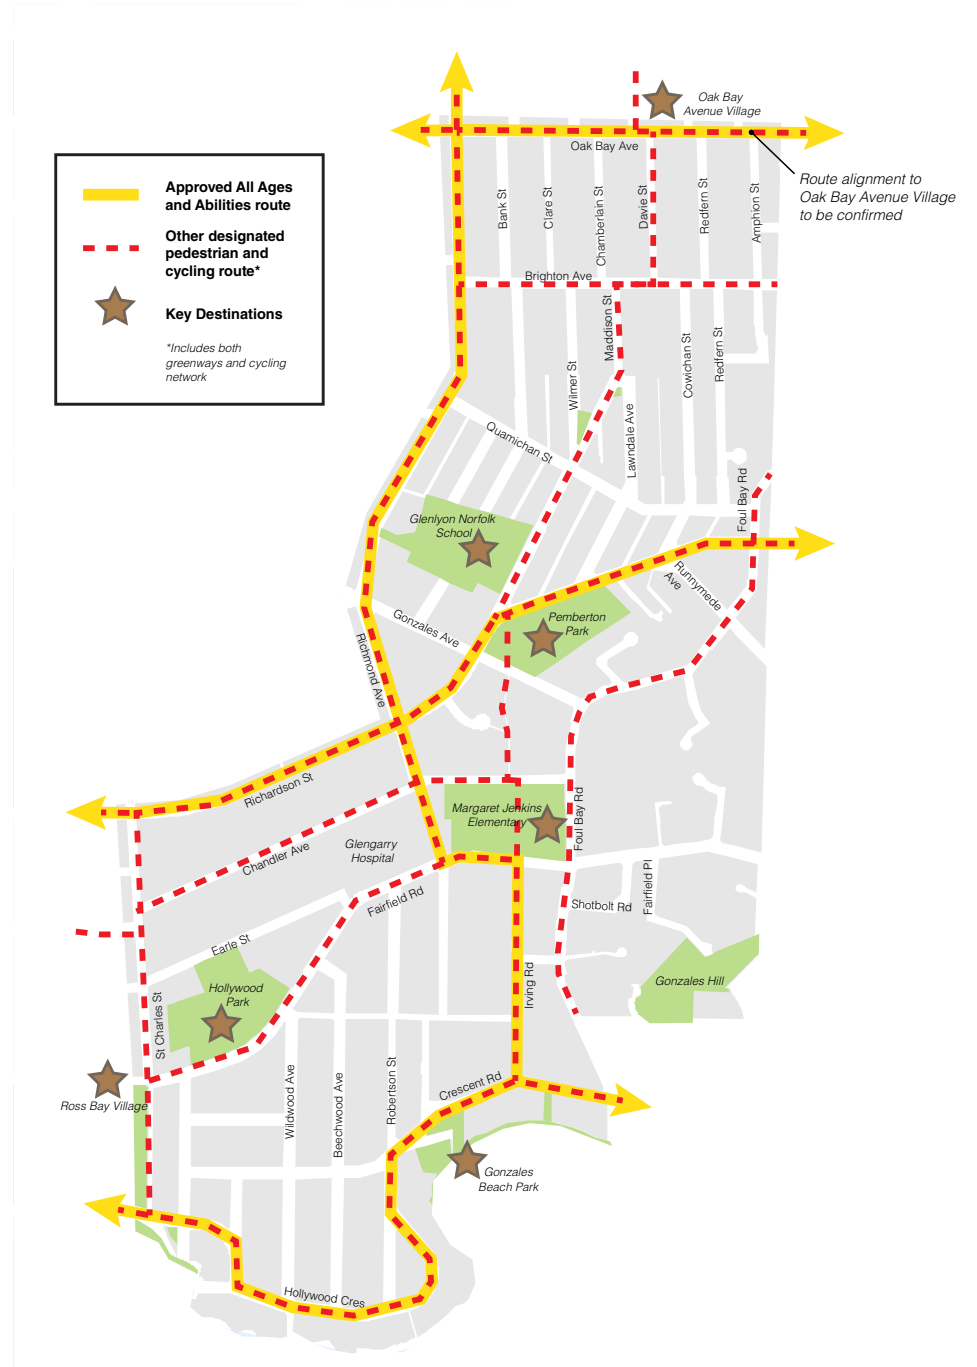 Oak Bay
Avenue Village
Oak Bay Ave
Route alignment to
Oak Bay Avenue Village
to be confirmed
Approved All Ages
and Abilities route
Other designated
pedestrian and
cycling route*
Key Destinations
*Includes both
greenways and cycling
network
Bank St
Clare St
Chamberlain St
Davie St
Redfern St
Amphion St
Brighton Ave
Maddison St
Wilmer St
Cowichan St
Redfern St
Lawndale Ave
Quamichan St
Foul Bay Rd
Glenlyon Norfolk
School
Runnymede
Ave
Gonzales Ave
Pemberton
Park
Richmond Ave
Richardson St
Margaret Jenkins
Elementary
Foul Bay Rd
Chandler Ave
Glengarry
Hospital
Fairfield Rd
Shotbolt Rd
Fairfield Pl
Earle St
Hollywood
Park
Irving Rd
Gonzales Hill
St Charles St
Ross Bay Village
Wildwood Ave
Beechwood Ave
Robertson St
Crescent Rd
Gonzales
Beach Park
Hollywood Cres